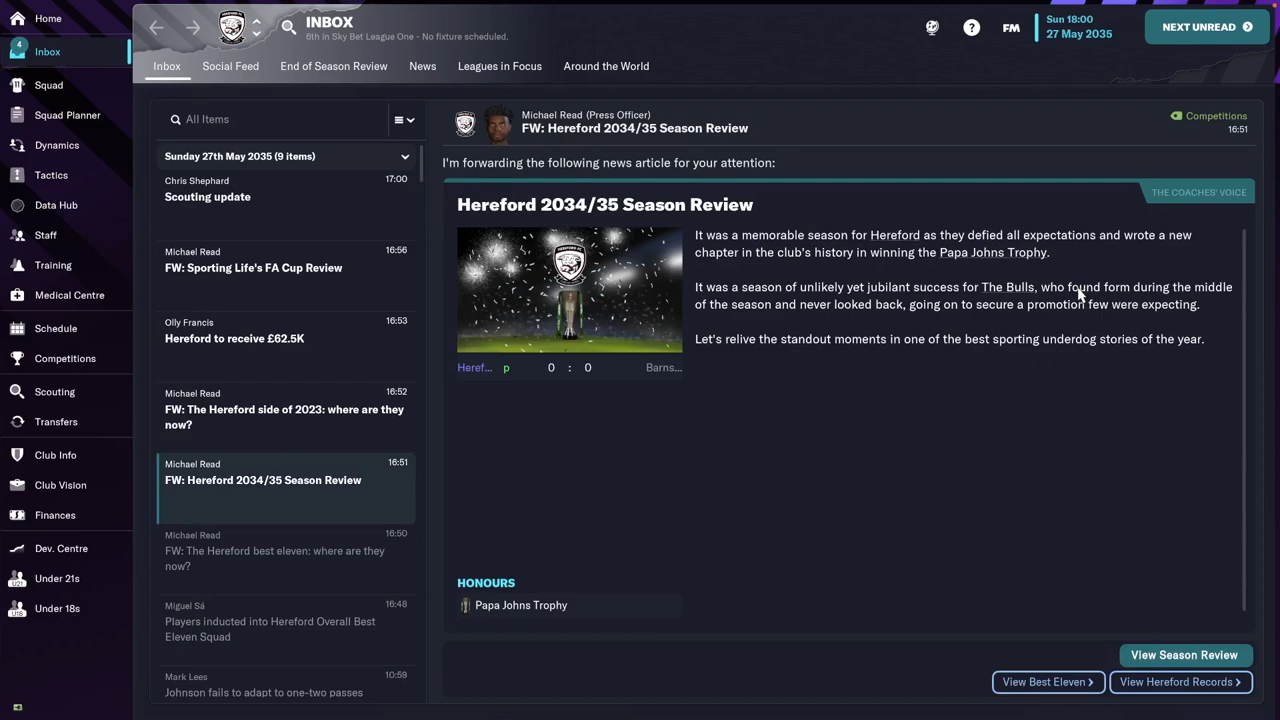 Home
INBOX
6th in Sky Bet League One - No fixture scheduled.
FM
Sun 18:00
27 May 2035
NEXT UNREAD
4
Inbox
Inbox
Social Feed
End of Season Review
News
Leagues in Focus
Around the World
Squad
Squad Planner
Dynamics
Tactics
Data Hub
Staff
Training
Medical Centre
Schedule
Competitions
Scouting
Transfers
Club Info
Club Vision
Finances
Dev. Centre
Under 21s
Under 18s
All Items
Sunday 27th May 2035 (9 items)
Chris Shephard
17:00
Scouting update
Michael Read
16:56
FW: Sporting Life's FA Cup Review
Olly Francis
16:53
Hereford to receive £62.5K
Michael Read
16:52
FW: The Hereford side of 2023: where are they
now?
Michael Read
16:51
FW: Hereford 2034/35 Season Review
Michael Read
16:50
FW: The Hereford best eleven: where are they
now?
Miguel Sá
16:48
Players inducted into Hereford Overall Best
Eleven Squad
Mark Lees
10:59
Johnson fails to adapt to one-two passes
Michael Read (Press Officer)
FW: Hereford 2034/35 Season Review
Competitions
16:51
I'm forwarding the following news article for your attention:
THE COACHES' VOICE
Hereford 2034/35 Season Review
It was a memorable season for Hereford as they defied all expectations and wrote a new
chapter in the club's history in winning the Papa Johns Trophy.
It was a season of unlikely yet jubilant success for The Bulls, who found form during the middle
of the season and never looked back, going on to secure a promotion few were expecting.
Let's relive the standout moments in one of the best sporting underdog stories of the year.
Heref... p 0 : 0 Barns...
HONOURS
Papa Johns Trophy
View Season Review
View Best Eleven
View Hereford Records